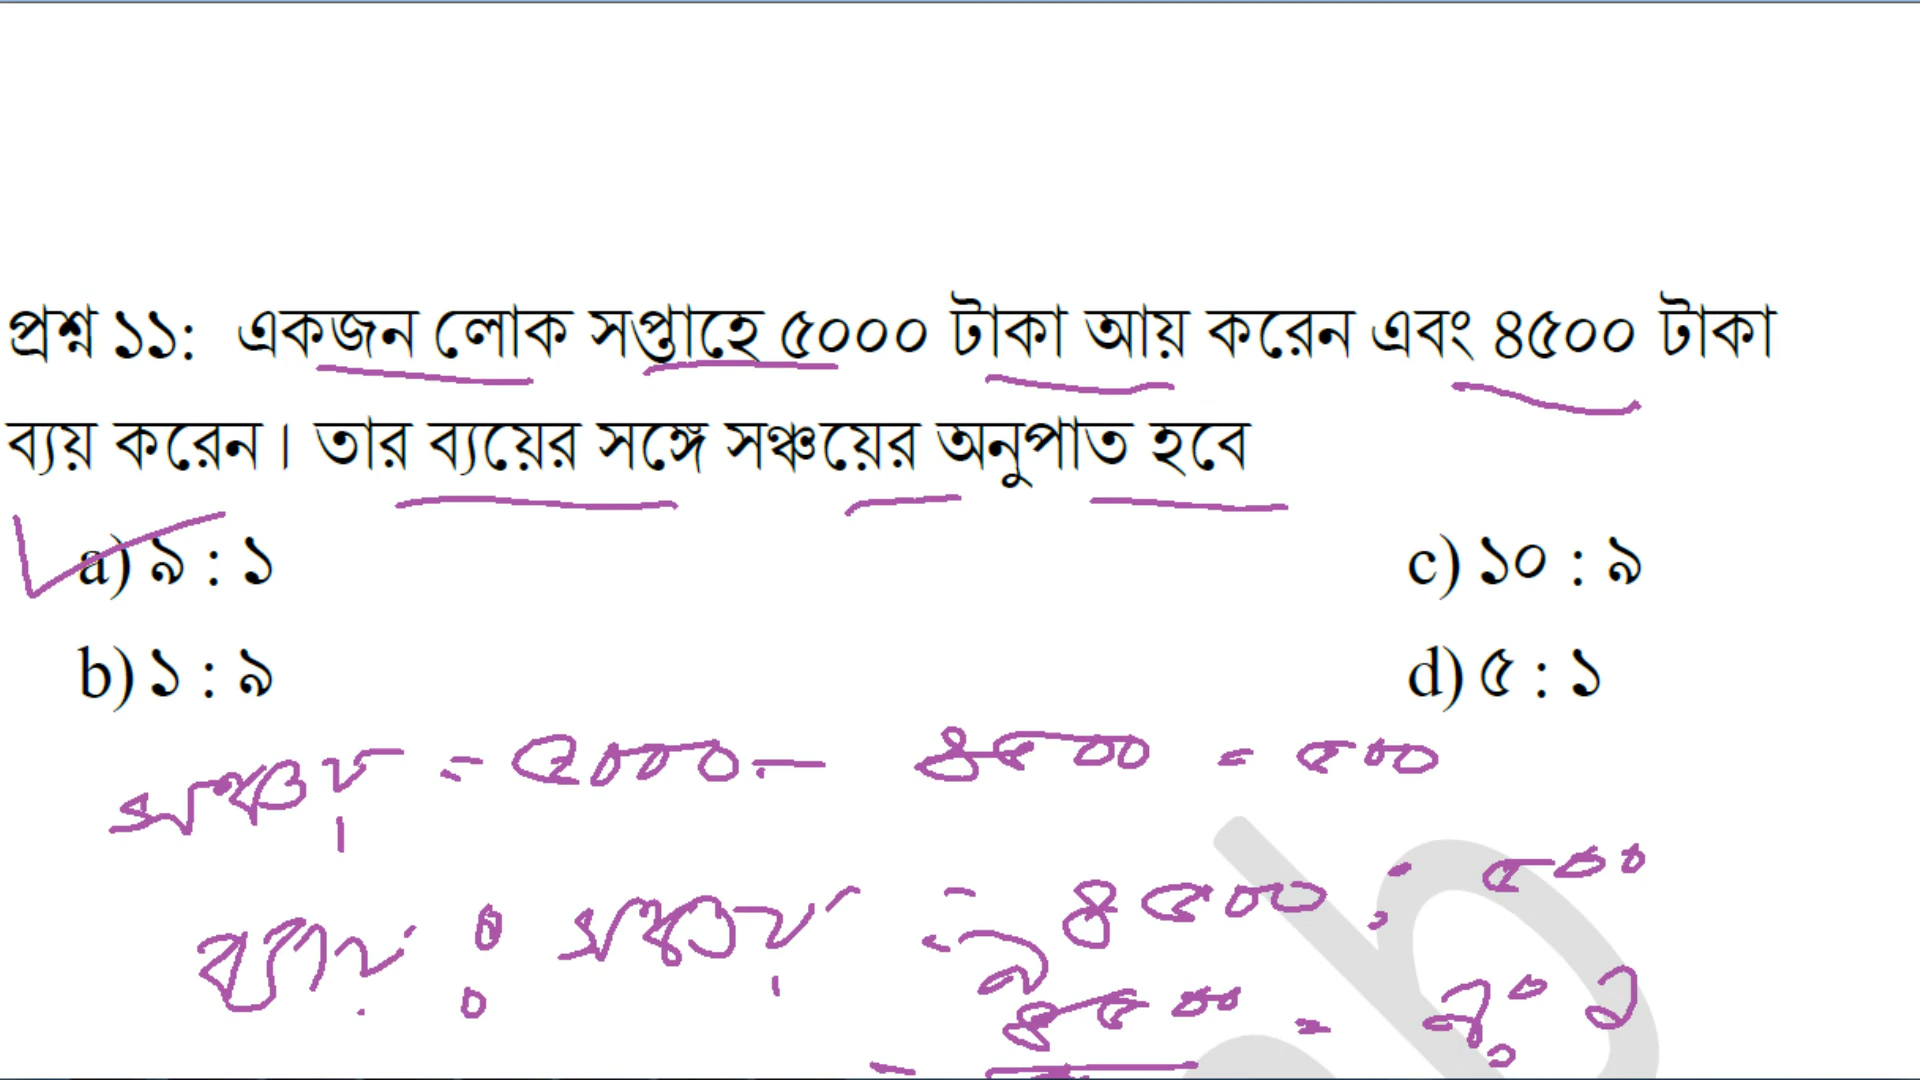 প্রশ্ন ১১: একজন লোক সপ্তাহে ৫০০০ টাকা আয় করেন এবং ৪৫০০ টাকা
ব্যয় করেন। তার ব্যয়ের সঙ্গে সঞ্চয়ের অনুপাত হবে
a) ৯ : ১
c) ১০ : ৯
b) ১ : ৯
d) ৫ : ১
সঞ্চয় = ৫০০০ — ৪৫০০ = ৫০০
ব্যয় : সঞ্চয় = ৪৫০০ : ৫০০
৪৫০০ = ৯ : ১